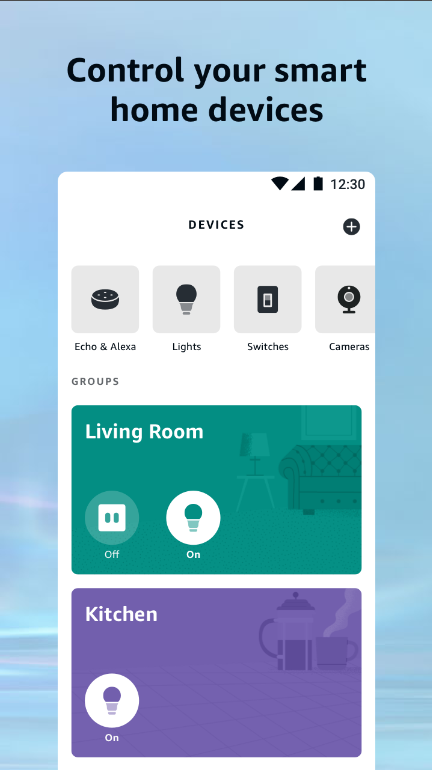 Control your smart
home devices
12:30
DEVICES
Echo & Alexa
Lights
Switches
Cameras
GROUPS
Living Room
Off
On
Kitchen
On